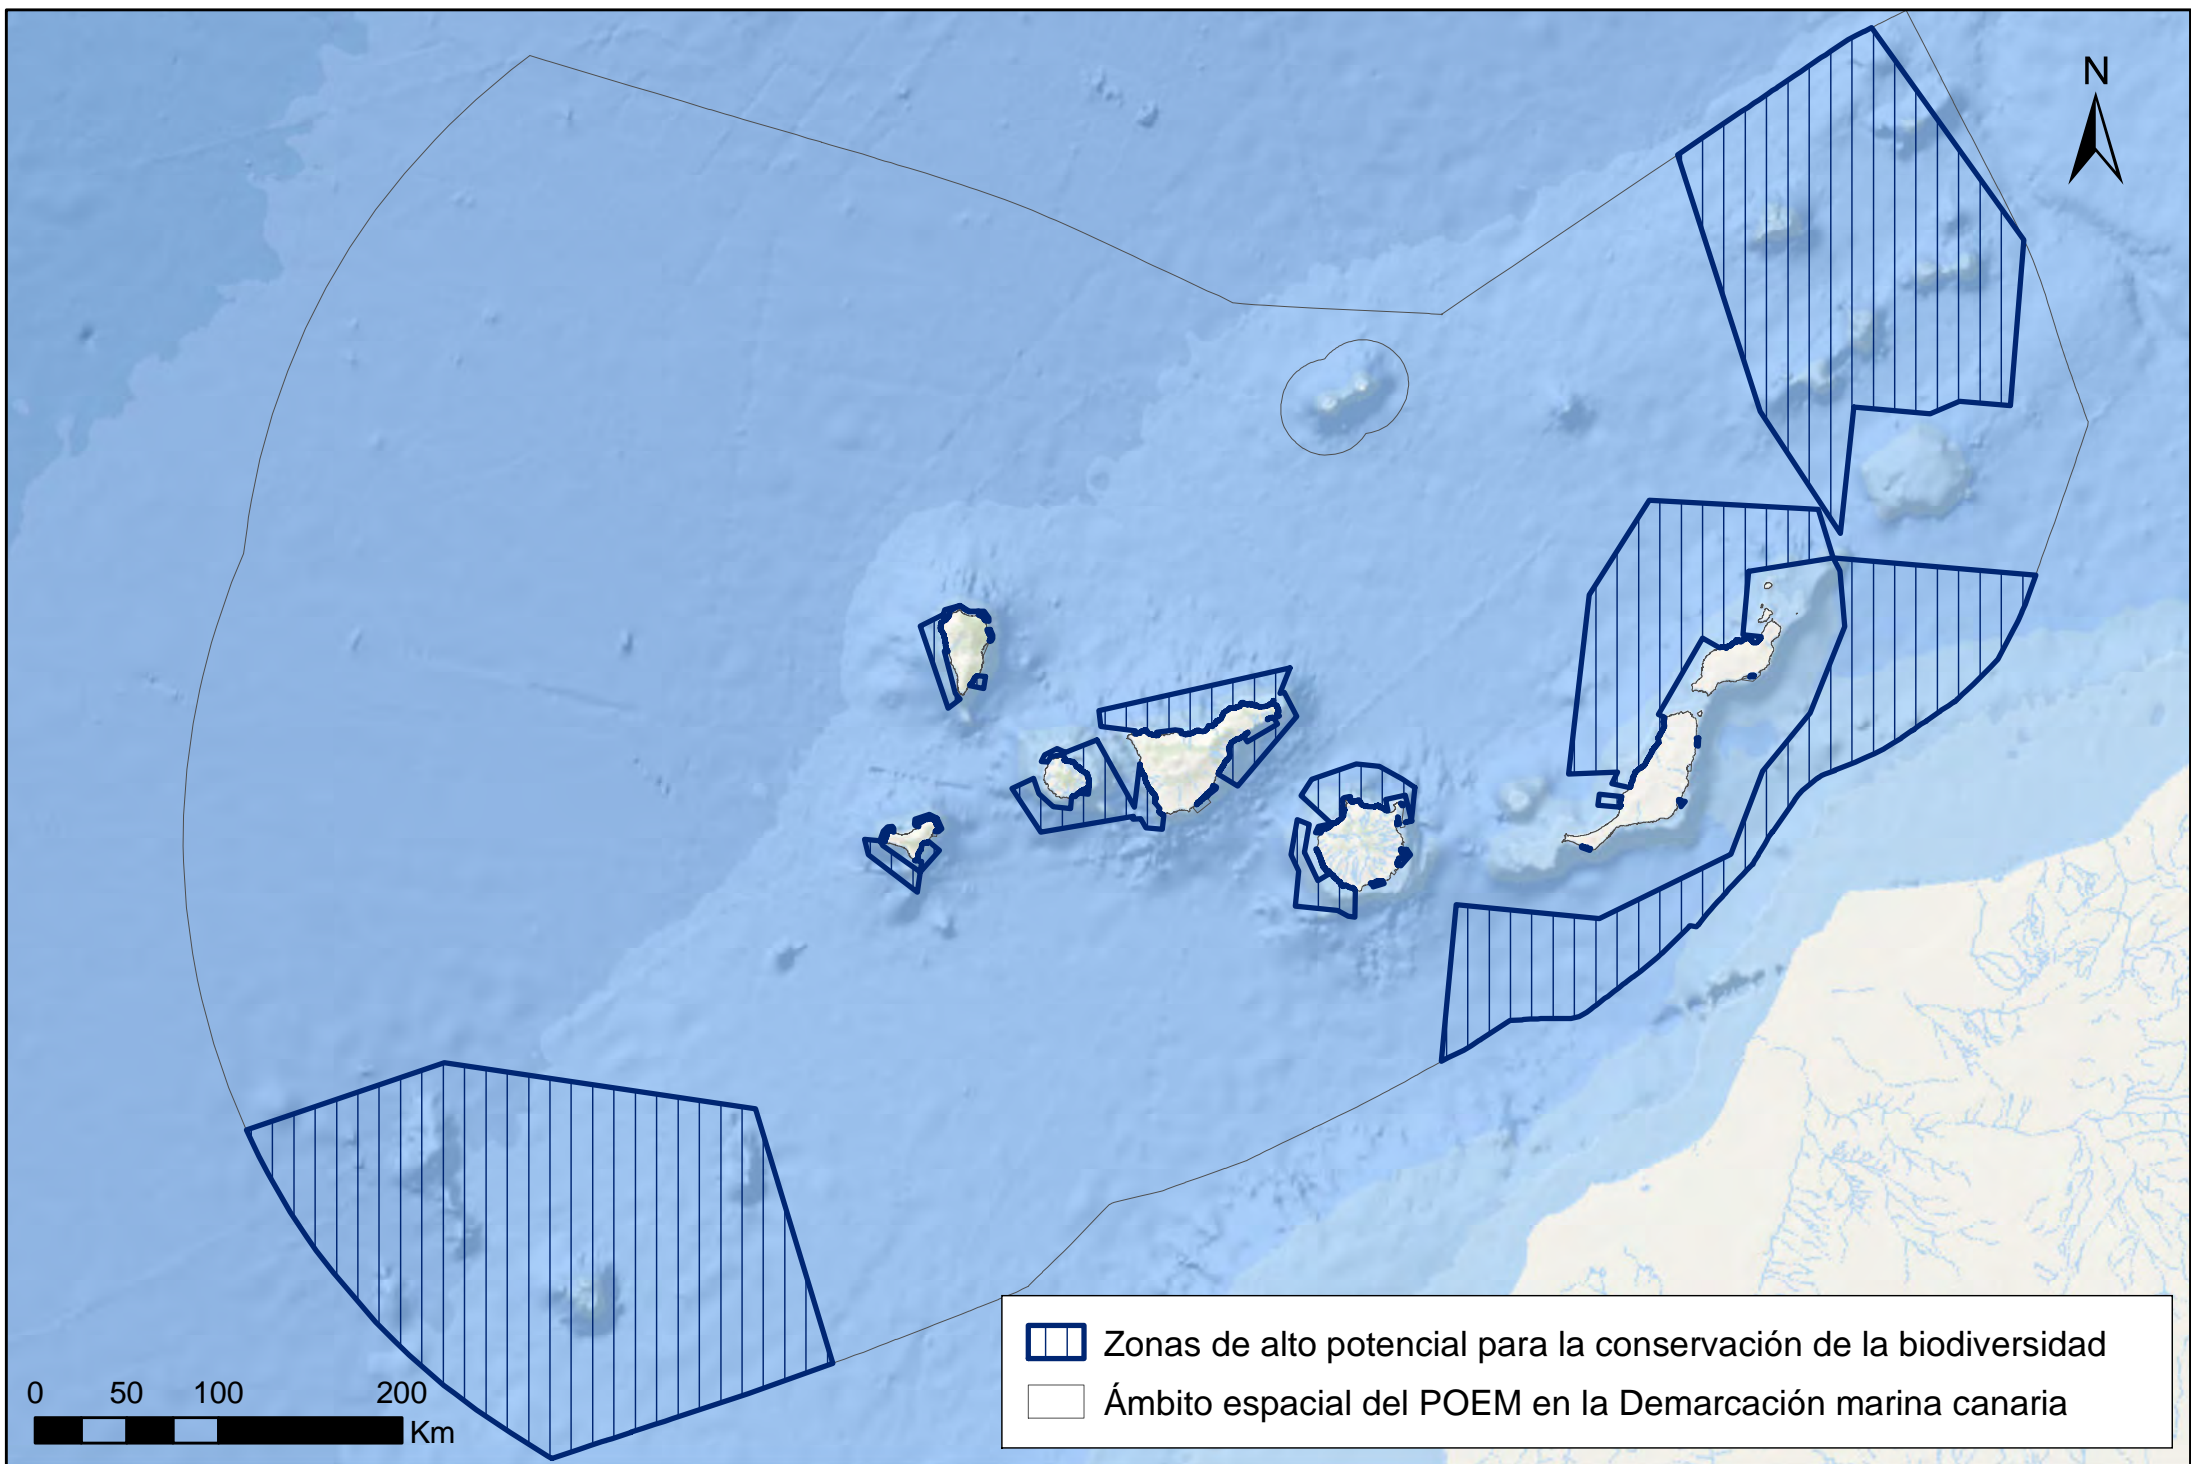 N
Zonas de alto potencial para la conservación de la biodiversidad
Ámbito espacial del POEM en la Demarcación marina canaria
0 50 100 200
Km